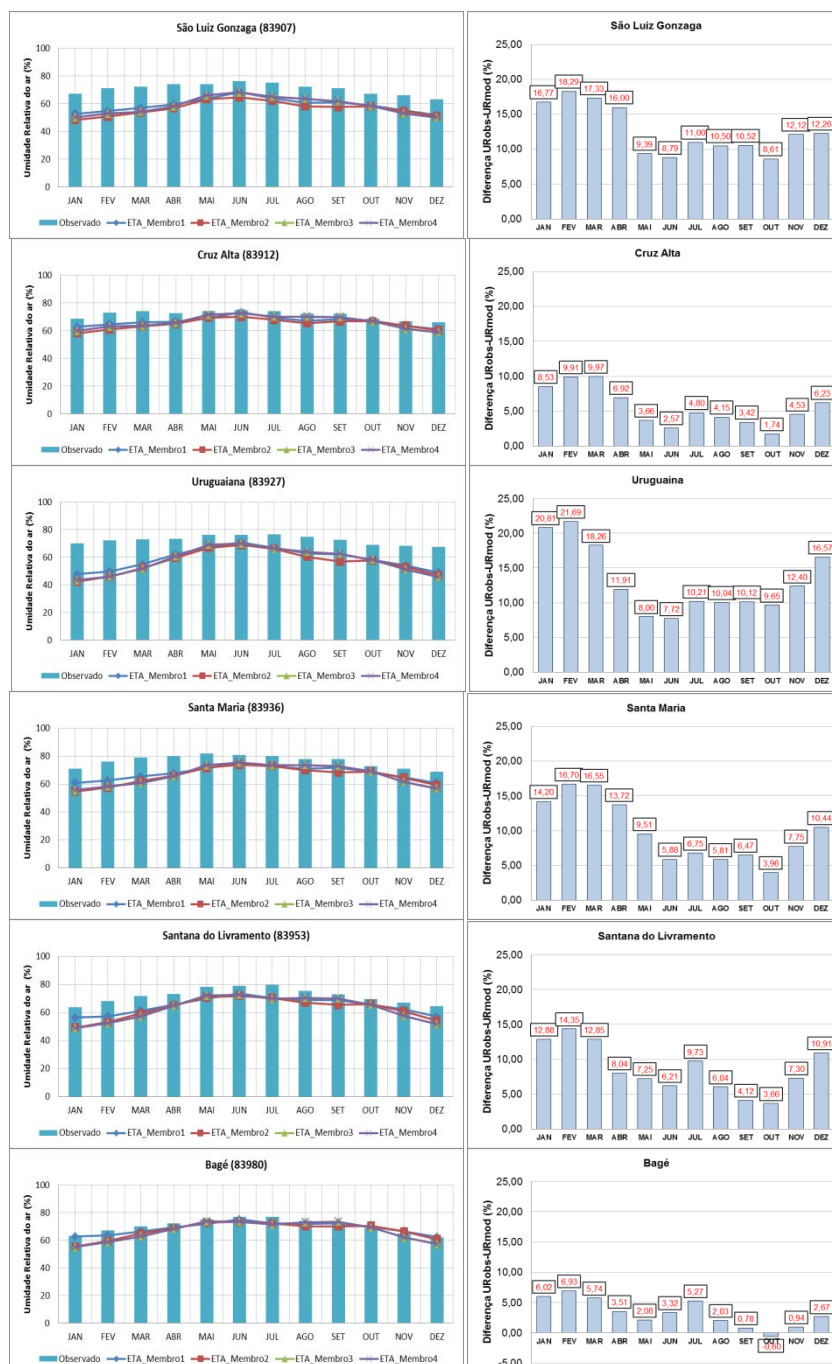 São Luiz Gonzaga (83907)
Umidade Relativa do ar (%)
100
80
60
40
20
0
JAN FEV MAR ABR MAI JUN JUL AGO SET OUT NOV DEZ
Observado ETA_Membro1 ETA_Membro2 ETA_Membro3 ETA_Membro4
São Luiz Gonzaga
Diferença URobs-URmod (%)
25,00
20,00
15,00
10,00
5,00
0,00
16,77 18,29 17,33 16,00 9,39 8,79 11,00 10,50 10,52 8,61 12,12 12,26
JAN FEV MAR ABR MAI JUN JUL AGO SET OUT NOV DEZ
Cruz Alta (83912)
Umidade Relativa do ar (%)
100
80
60
40
20
0
JAN FEV MAR ABR MAI JUN JUL AGO SET OUT NOV DEZ
Observado ETA_Membro1 ETA_Membro2 ETA_Membro3 ETA_Membro4
Cruz Alta
Diferença URobs-URmod (%)
25,00
20,00
15,00
10,00
5,00
0,00
8,53 9,91 9,97 6,92 3,66 2,57 4,80 4,15 3,42 1,74 4,53 6,23
JAN FEV MAR ABR MAI JUN JUL AGO SET OUT NOV DEZ
Uruguaiana (83927)
Umidade Relativa do ar (%)
100
80
60
40
20
0
JAN FEV MAR ABR MAI JUN JUL AGO SET OUT NOV DEZ
Observado ETA_Membro1 ETA_Membro2 ETA_Membro3 ETA_Membro4
Uruguaina
Diferença URobs-URmod (%)
25,00
20,00
15,00
10,00
5,00
0,00
20,81 21,69 18,26 11,91 8,00 7,72 10,21 10,04 10,12 9,65 12,40 16,57
JAN FEV MAR ABR MAI JUN JUL AGO SET OUT NOV DEZ
Santa Maria (83936)
Umidade Relativa do ar (%)
100
80
60
40
20
0
JAN FEV MAR ABR MAI JUN JUL AGO SET OUT NOV DEZ
Observado ETA_Membro1 ETA_Membro2 ETA_Membro3 ETA_Membro4
Santa Maria
Diferença URobs-URmod (%)
25,00
20,00
15,00
10,00
5,00
0,00
14,20 16,70 16,55 13,72 9,51 5,88 6,75 5,81 6,47 3,96 7,75 10,44
JAN FEV MAR ABR MAI JUN JUL AGO SET OUT NOV DEZ
Santana do Livramento (83953)
Umidade Relativa do ar (%)
100
80
60
40
20
0
JAN FEV MAR ABR MAI JUN JUL AGO SET OUT NOV DEZ
Observado ETA_Membro1 ETA_Membro2 ETA_Membro3 ETA_Membro4
Santana do Livramento
Diferença URobs-URmod (%)
25,00
20,00
15,00
10,00
5,00
0,00
12,88 14,35 12,85 8,04 7,25 6,21 9,73 6,04 4,12 3,66 7,30 10,91
JAN FEV MAR ABR MAI JUN JUL AGO SET OUT NOV DEZ
Bagé (83980)
Umidade Relativa do ar (%)
100
80
60
40
20
0
JAN FEV MAR ABR MAI JUN JUL AGO SET OUT NOV DEZ
Observado ETA_Membro1 ETA_Membro2 ETA_Membro3 ETA_Membro4
Bagé
Diferença URobs-URmod (%)
25,00
20,00
15,00
10,00
5,00
0,00
-5,00
6,02 6,93 5,74 3,51 2,08 3,32 5,27 2,03 0,78 -0,60 0,94 2,67
JAN FEV MAR ABR MAI JUN JUL AGO SET OUT NOV DEZ